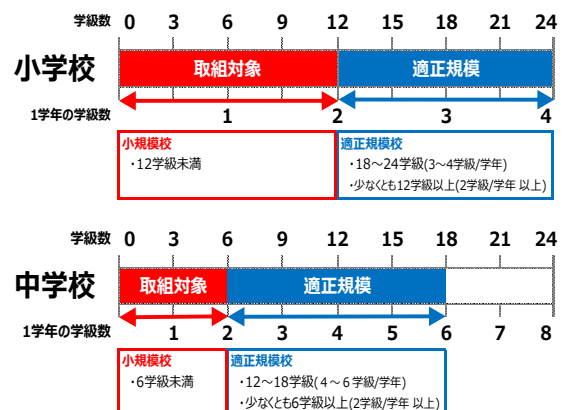 学級数 0 3 6 9 12 15 18 21 24
小学校 取組対象 適正規模
1学年の学級数 1 2 3 4
小規模校
・12学級未満
適正規模校
・18～24学級(3～4学級/学年)
・少なくとも12学級以上(2学級/学年 以上)
学級数 0 3 6 9 12 15 18 21 24
中学校 取組対象 適正規模
1学年の学級数 1 2 3 4 5 6 7 8
小規模校
・6学級未満
適正規模校
・12～18学級(4～6学級/学年)
・少なくとも6学級以上(2学級/学年 以上)